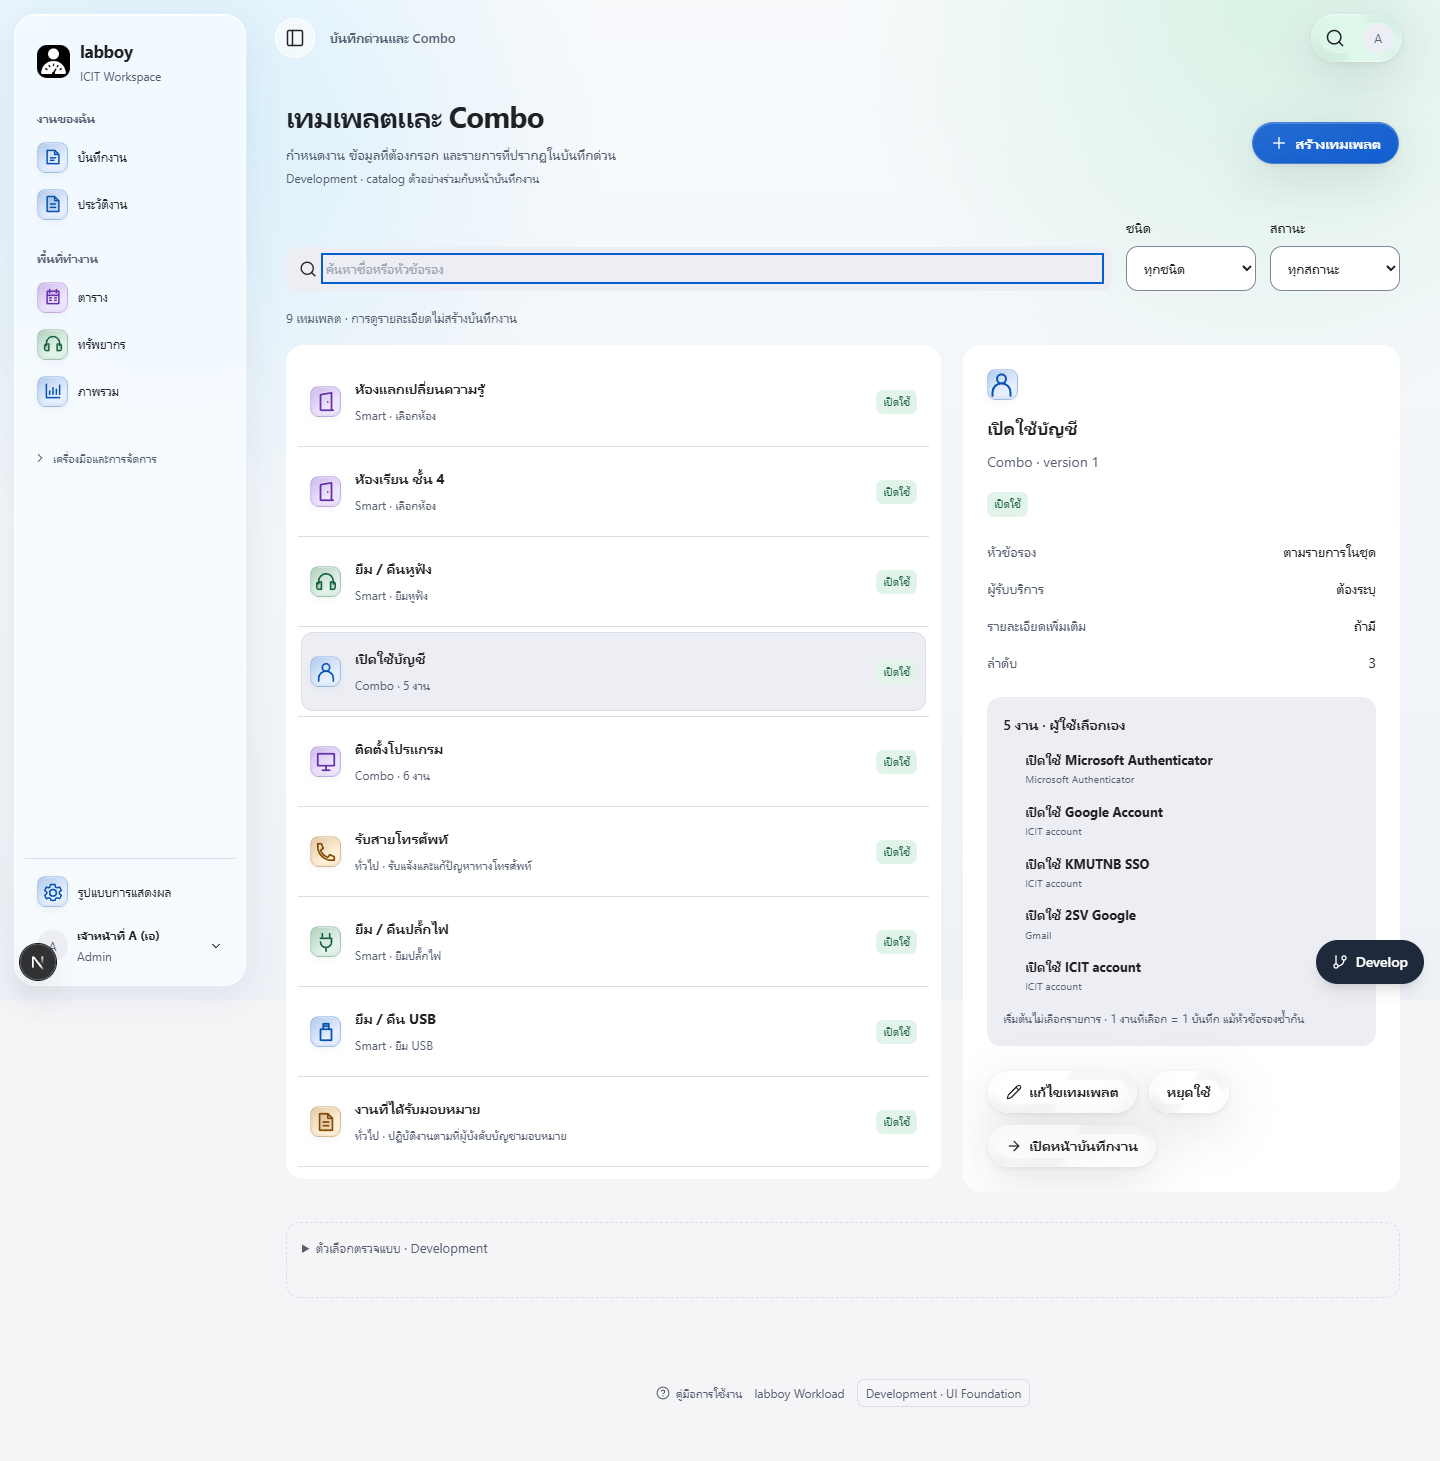 labboy
ICIT Workspace
งานของฉัน
บันทึกงาน
ประวัติงาน
พื้นที่ทำงาน
ตาราง
ทรัพยากร
ภาพรวม
เครื่องมือและการจัดการ
รูปแบบการแสดงผล
A
เจ้าหน้าที่ A (เอ)
Admin
N
บันทึกด่วนและ Combo
A
เทมเพลตและ Combo
กำหนดงาน ข้อมูลที่ต้องกรอก และรายการที่ปรากฏในบันทึกด่วน
Development · catalog ตัวอย่างร่วมกับหน้าบันทึกงาน
สร้างเทมเพลต
ค้นหาชื่อหรือหัวข้อรอง
ชนิด
ทุกชนิด
สถานะ
ทุกสถานะ
9 เทมเพลต · การดูรายละเอียดไม่สร้างบันทึกงาน
ห้องแลกเปลี่ยนความรู้
Smart · เลือกห้อง
เปิดใช้
ห้องเรียน ชั้น 4
Smart · เลือกห้อง
เปิดใช้
ยืม / คืนหูฟัง
Smart · ยืมหูฟัง
เปิดใช้
เปิดใช้บัญชี
Combo · 5 งาน
เปิดใช้
ติดตั้งโปรแกรม
Combo · 6 งาน
เปิดใช้
รับสายโทรศัพท์
ทั่วไป · รับแจ้งและแก้ปัญหาทางโทรศัพท์
เปิดใช้
ยืม / คืนปลั๊กไฟ
Smart · ยืมปลั๊กไฟ
เปิดใช้
ยืม / คืน USB
Smart · ยืม USB
เปิดใช้
งานที่ได้รับมอบหมาย
ทั่วไป · ปฏิบัติงานตามที่ผู้บังคับบัญชามอบหมาย
เปิดใช้
เปิดใช้บัญชี
Combo · version 1
เปิดใช้
หัวข้อรอง ตามรายการในชุด
ผู้รับบริการ ต้องระบุ
รายละเอียดเพิ่มเติม ถ้ามี
ลำดับ 3
5 งาน · ผู้ใช้เลือกเอง
เปิดใช้ Microsoft Authenticator
Microsoft Authenticator
เปิดใช้ Google Account
ICIT account
เปิดใช้ KMUTNB SSO
ICIT account
เปิดใช้ 2SV Google
Gmail
เปิดใช้ ICIT account
ICIT account
เริ่มต้นไม่เลือกรายการ · 1 งานที่เลือก = 1 บันทึก แม้หัวข้อรองซ้ำกัน
แก้ไขเทมเพลต
หยุดใช้
เปิดหน้าบันทึกงาน
Develop
ตัวเลือกตรวจแบบ · Development
คู่มือการใช้งาน labboy Workload Development · UI Foundation